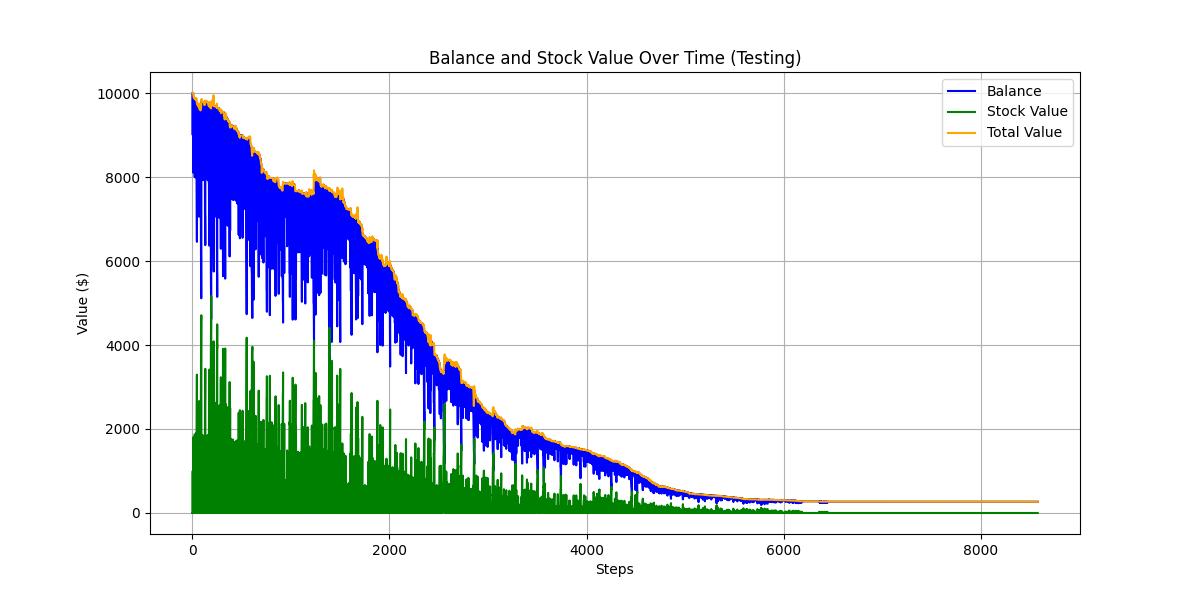 Balance and Stock Value Over Time (Testing)
Balance
Stock Value
Total Value
Value ($)
10000
8000
6000
4000
2000
0
0 2000 4000 6000 8000
Steps